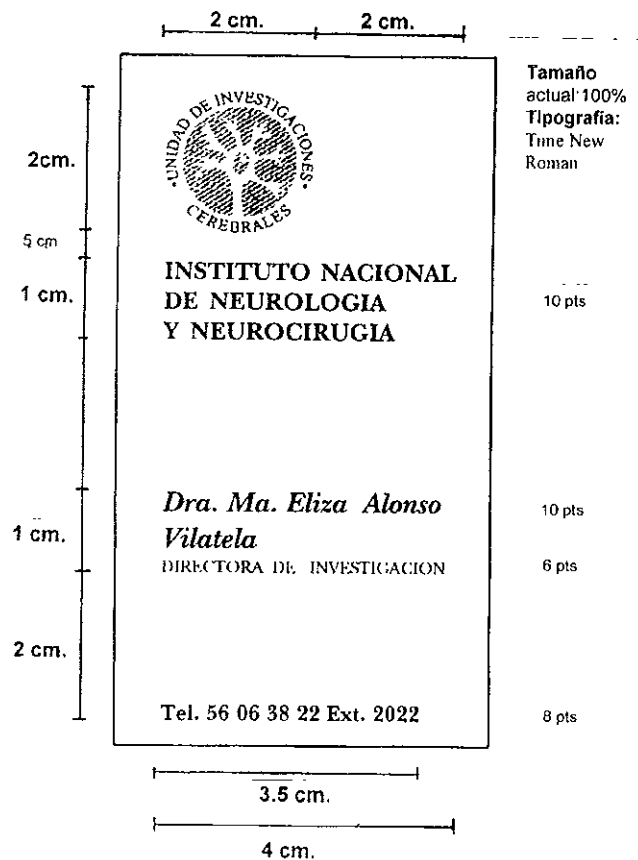 2 cm. 2 cm.
Tamaño
actual 100%
Tipografía:
Time New
Roman
·UNIDAD DE INVESTIGACIONES·
CEREBRALES
2cm.
5 cm
1 cm.
INSTITUTO NACIONAL
DE NEUROLOGIA
Y NEUROCIRUGIA
10 pts
Dra. Ma. Eliza Alonso
Vilatela
10 pts
1 cm.
DIRECTORA DE INVESTIGACION
6 pts
2 cm.
Tel. 56 06 38 22 Ext. 2022
8 pts
3.5 cm.
4 cm.